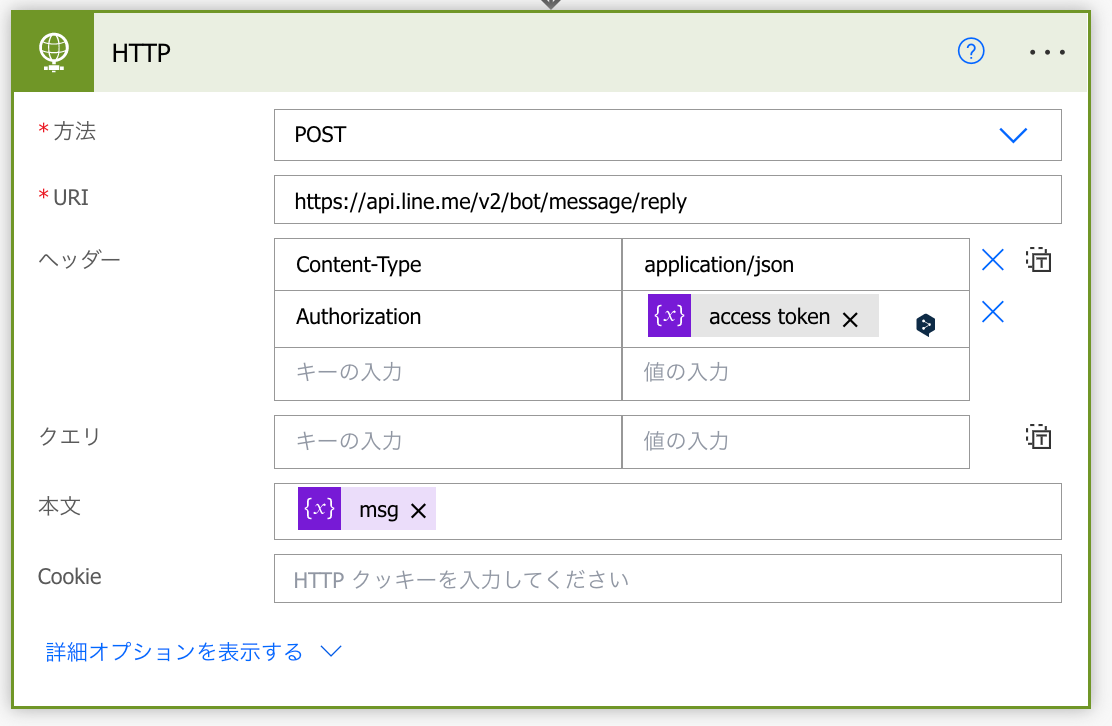 HTTP
?
*方法
POST
*URI
https://api.line.me/v2/bot/message/reply
ヘッダー
Content-Type
application/json
Authorization
{x} access token
キーの入力
値の入力
クエリ
キーの入力
値の入力
本文
{x} msg
Cookie
HTTP クッキーを入力してください
詳細オプションを表示する